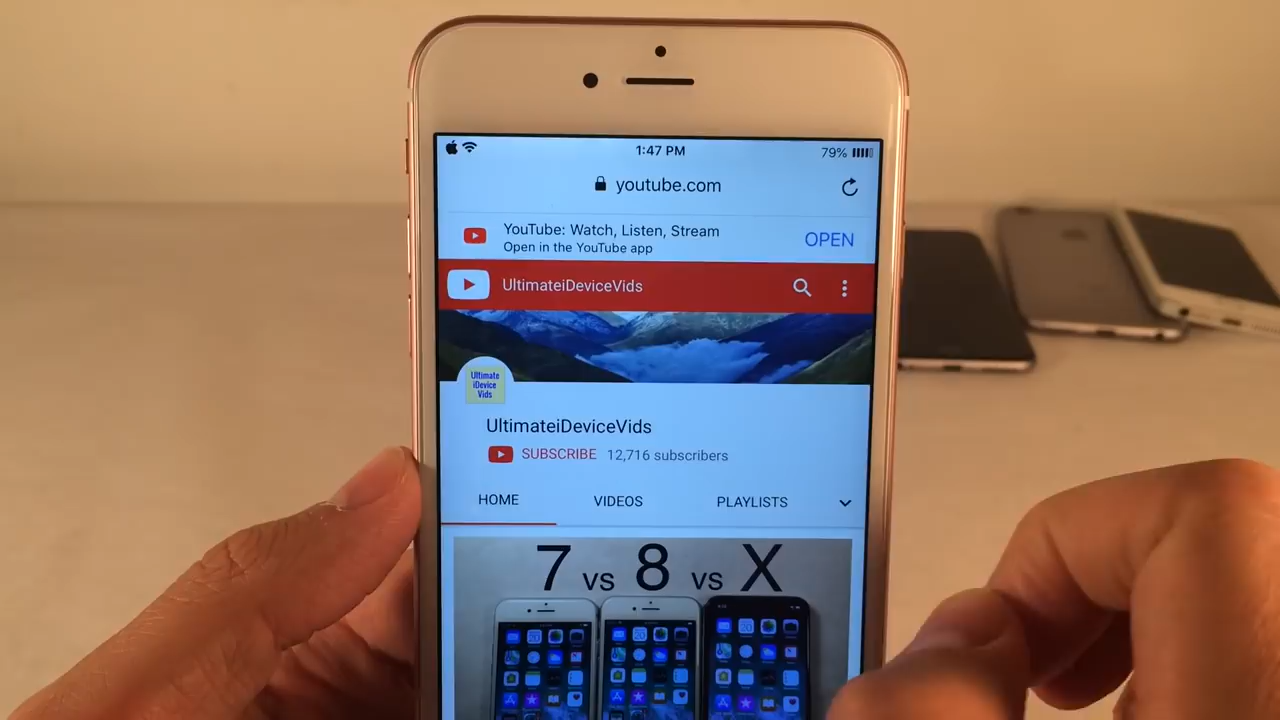 1:47 PM 79%
youtube.com
YouTube: Watch, Listen, Stream
Open in the YouTube app
OPEN
UltimateiDeviceVids
Ultimate
iDevice
Vids
UltimateiDeviceVids
SUBSCRIBE 12,716 subscribers
HOME VIDEOS PLAYLISTS
7 vs 8 vs X